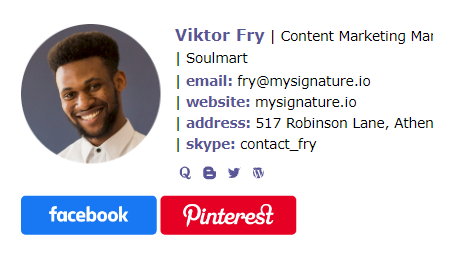 Viktor Fry | Content Marketing Mar
| Soulmart
| email: fry@mysignature.io
| website: mysignature.io
| address: 517 Robinson Lane, Athen
| skype: contact_fry
facebook Pinterest